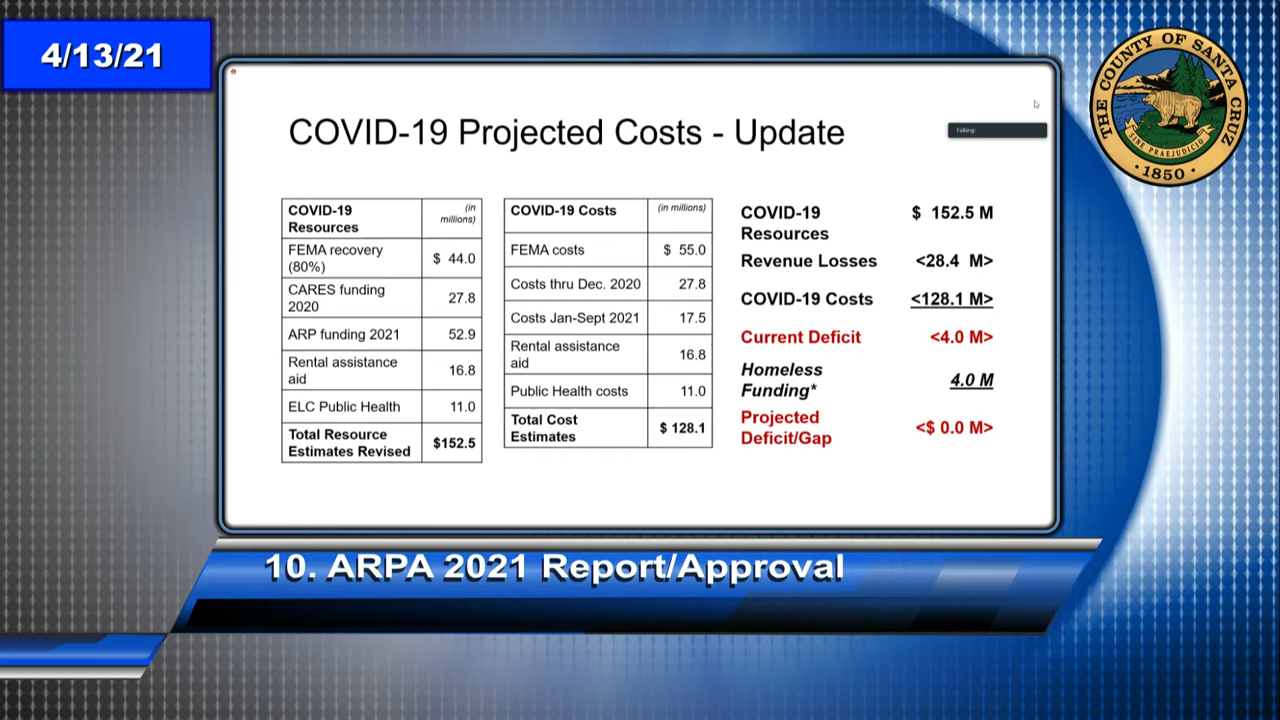 4/13/21
THE COUNTY OF SANTA CRUZ
SINE PRAEJUDICIO
• 1850 •
Talking:
COVID-19 Projected Costs - Update
COVID-19 (in
Resources millions)
FEMA recovery
(80%) $ 44.0
CARES funding
2020 27.8
ARP funding 2021 52.9
Rental assistance
aid 16.8
ELC Public Health 11.0
Total Resource
Estimates Revised $152.5
COVID-19 Costs (in millions)
FEMA costs $ 55.0
Costs thru Dec. 2020 27.8
Costs Jan-Sept 2021 17.5
Rental assistance
aid 16.8
Public Health costs 11.0
Total Cost
Estimates $ 128.1
COVID-19 $ 152.5 M
Resources
Revenue Losses <28.4 M>
COVID-19 Costs <128.1 M>
Current Deficit <4.0 M>
Homeless
Funding* 4.0 M
Projected
Deficit/Gap <$ 0.0 M>
10. ARPA 2021 Report/Approval